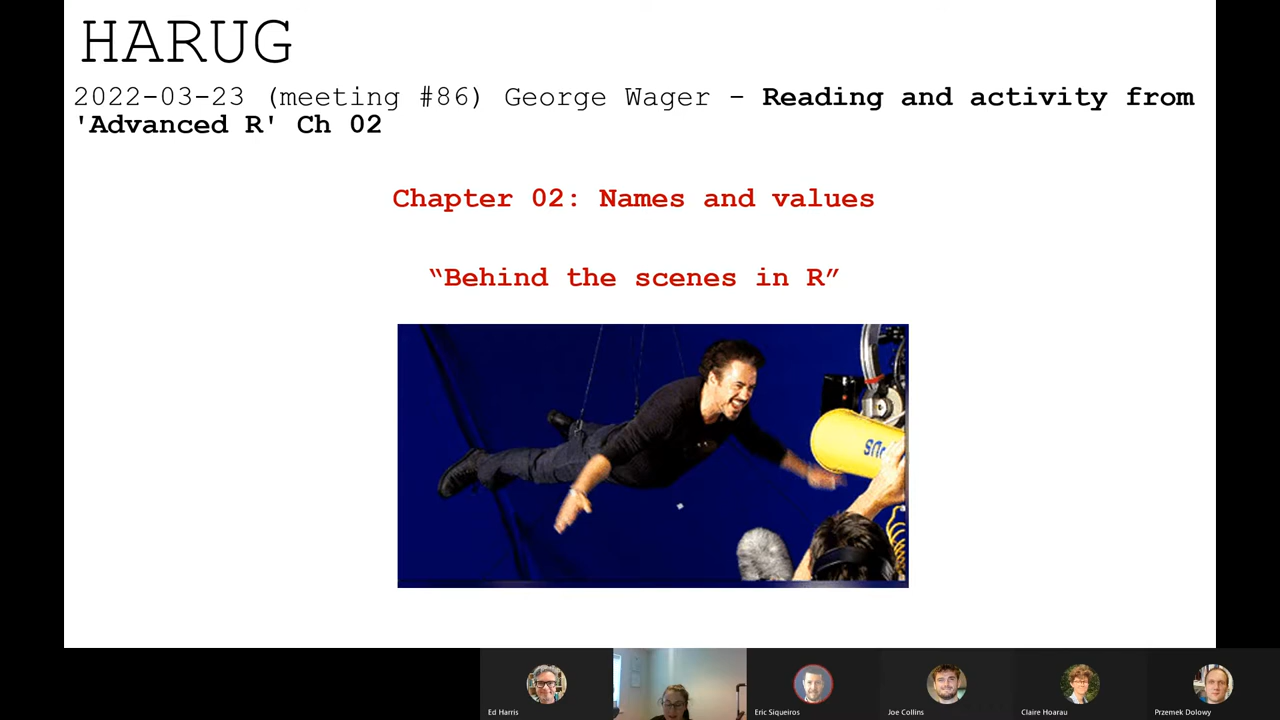 HARUG
2022-03-23 (meeting #86) George Wager - Reading and activity from
'Advanced R' Ch 02
Chapter 02: Names and values
“Behind the scenes in R”
Ed Harris
Eric Siqueiros
Joe Collins
Claire Hoarau
Przemek Dolowy